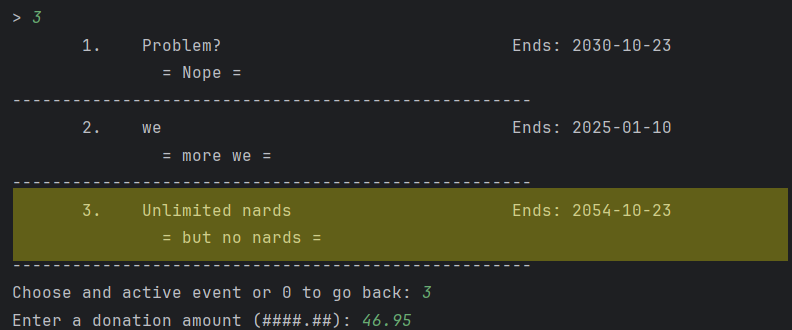 > 3
1. Problem? Ends: 2030-10-23
= Nope =
----------------------------------------------------
2. we Ends: 2025-01-10
= more we =
----------------------------------------------------
3. Unlimited nards Ends: 2054-10-23
= but no nards =
----------------------------------------------------
Choose and active event or 0 to go back: 3
Enter a donation amount (####.##): 46.95